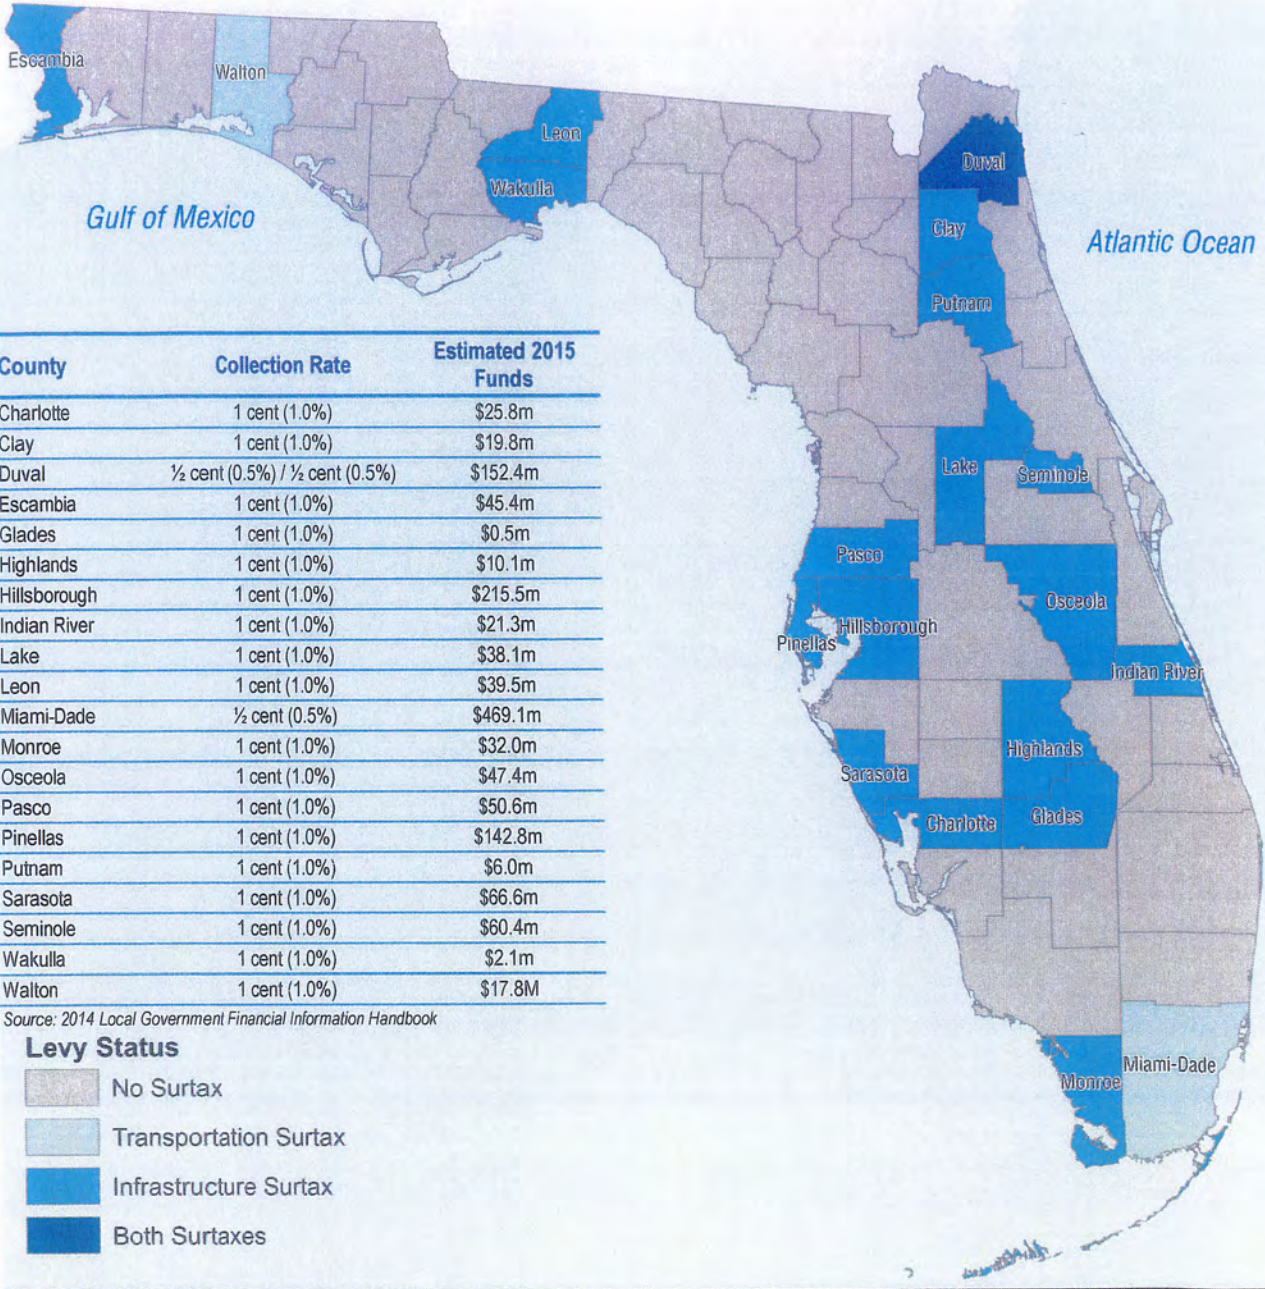 Escambia
Walton
Leon
Wakulla
Duval
Clay
Putnam
Gulf of Mexico
Atlantic Ocean
County Collection Rate Estimated 2015 Funds
Charlotte 1 cent (1.0%) $25.8m
Clay 1 cent (1.0%) $19.8m
Duval ½ cent (0.5%) / ½ cent (0.5%) $152.4m
Escambia 1 cent (1.0%) $45.4m
Glades 1 cent (1.0%) $0.5m
Highlands 1 cent (1.0%) $10.1m
Hillsborough 1 cent (1.0%) $215.5m
Indian River 1 cent (1.0%) $21.3m
Lake 1 cent (1.0%) $38.1m
Leon 1 cent (1.0%) $39.5m
Miami-Dade ½ cent (0.5%) $469.1m
Monroe 1 cent (1.0%) $32.0m
Osceola 1 cent (1.0%) $47.4m
Pasco 1 cent (1.0%) $50.6m
Pinellas 1 cent (1.0%) $142.8m
Putnam 1 cent (1.0%) $6.0m
Sarasota 1 cent (1.0%) $66.6m
Seminole 1 cent (1.0%) $60.4m
Wakulla 1 cent (1.0%) $2.1m
Walton 1 cent (1.0%) $17.8M
Source: 2014 Local Government Financial Information Handbook
Lake
Seminole
Pasco
Osceola
Hillsborough
Pinellas
Indian River
Highlands
Sarasota
Charlotte
Glades
Miami-Dade
Monroe
Levy Status
No Surtax
Transportation Surtax
Infrastructure Surtax
Both Surtaxes